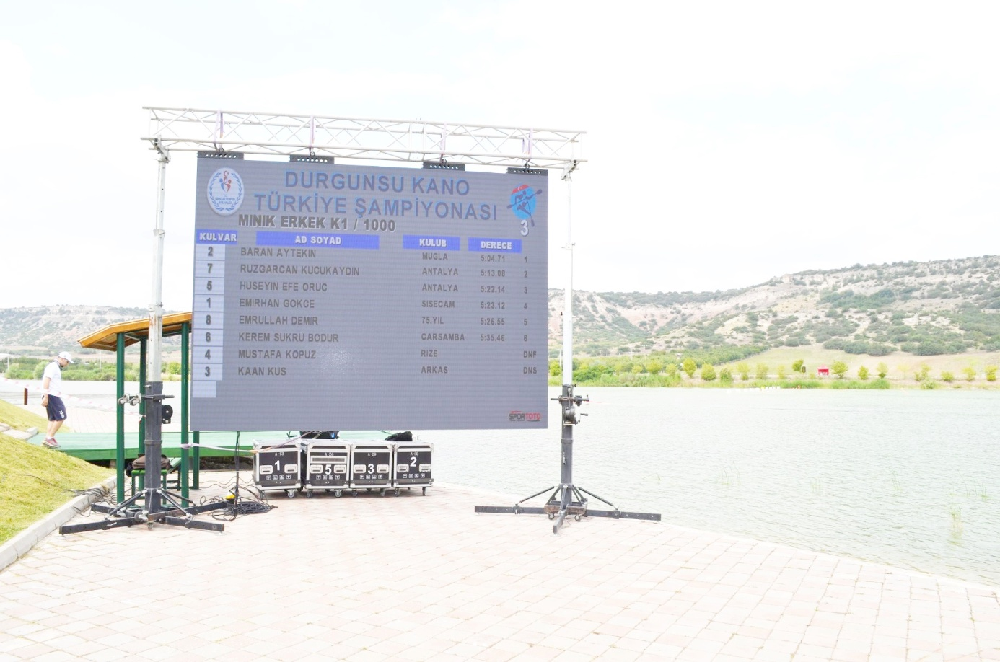 DURGUNSU KANO
TÜRKİYE ŞAMPİYONASI
MINIK ERKEK K1 / 1000
3
KULVAR AD SOYAD KULUB DERECE
2 BARAN AYTEKIN MUGLA 5:04.71 1
7 RUZGARCAN KUCUKAYDIN ANTALYA 5:13.08 2
5 HUSEYIN EFE ORUC ANTALYA 5:22.14 3
1 EMIRHAN GOKCE SISECAM 5:23.12 4
8 EMRULLAH DEMIR 75.YIL 5:26.55 5
6 KEREM SUKRU BODUR CARSAMBA 5:35.46 6
4 MUSTAFA KOPUZ RIZE DNF
3 KAAN KUS ARKAS DNS
SPORTOTO
A-13 A-28 A-29 A-30
1 5 3 2